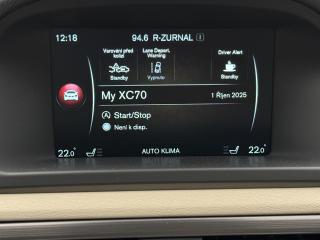 12:18 94.6 R-ZURNAL i
Varování před kolizí
Standby
Lane Depart. Warning
Vypnuto
Driver Alert
Standby
My XC70 1 Říjen 2025
Start/Stop
Není k disp.
22.0° AUTO KLIMA 22.0°